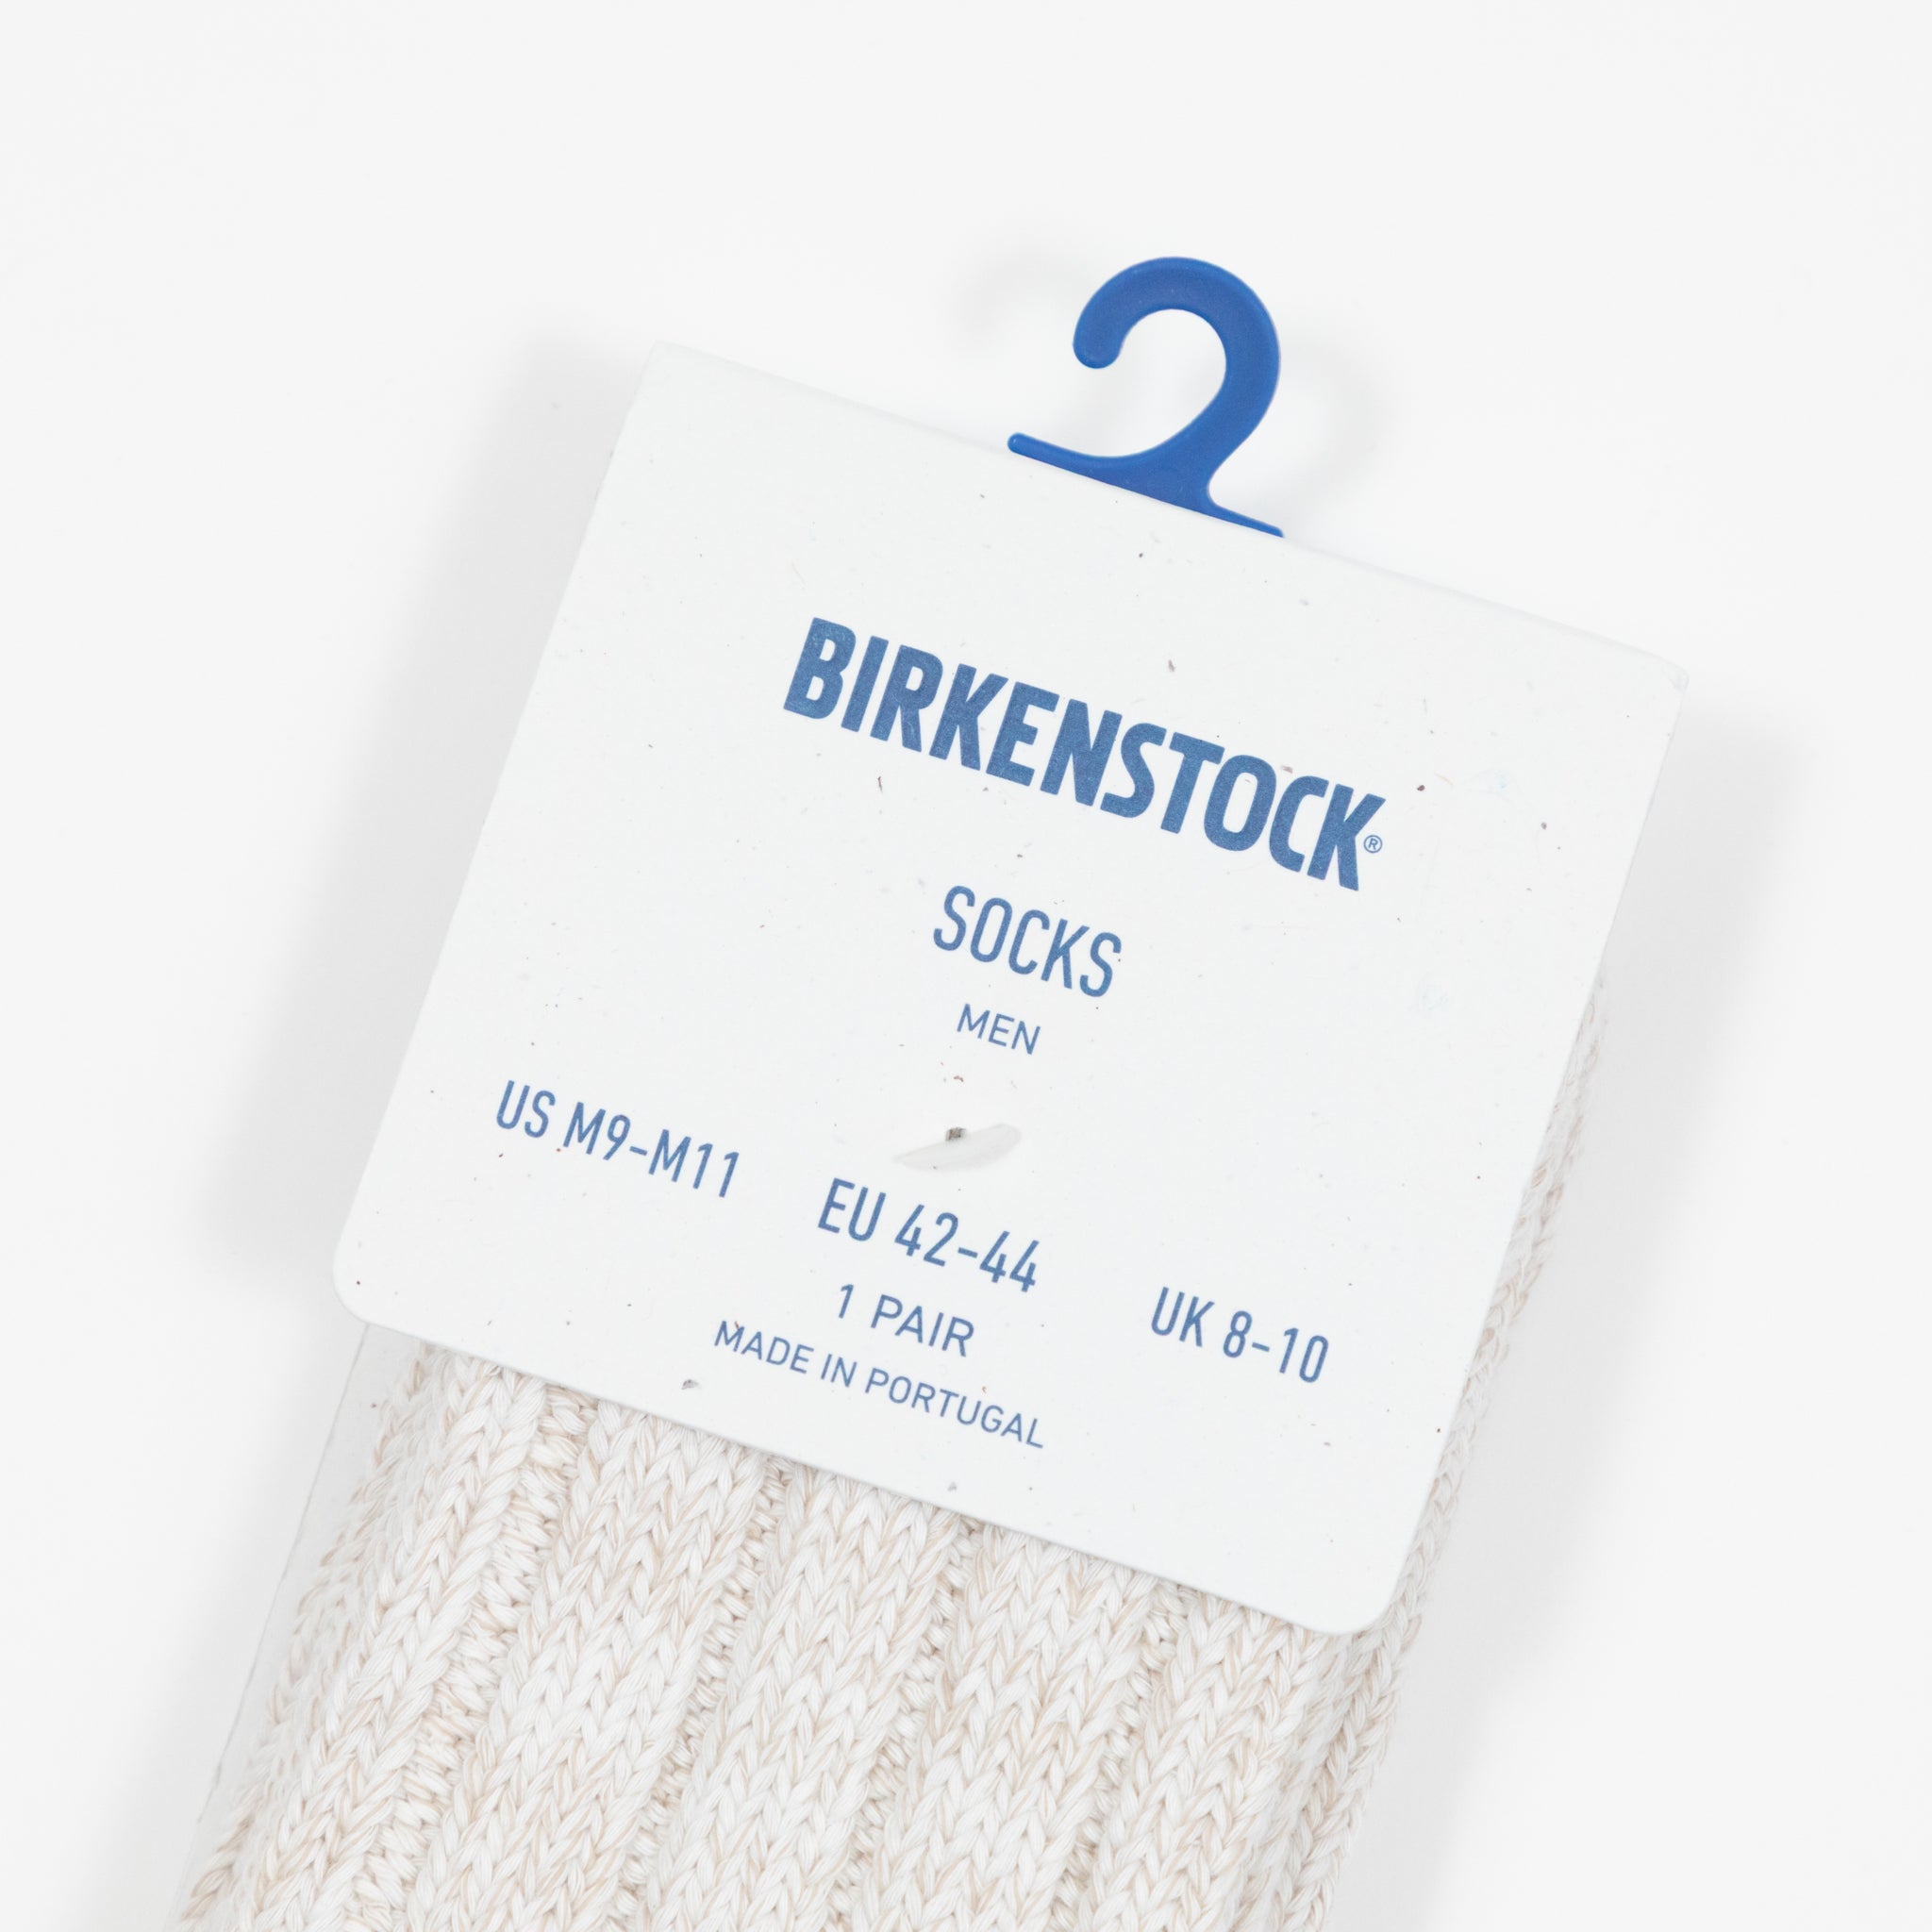 BIRKENSTOCK®
SOCKS
MEN
US M9-M11 EU 42-44 UK 8-10
1 PAIR
MADE IN PORTUGAL